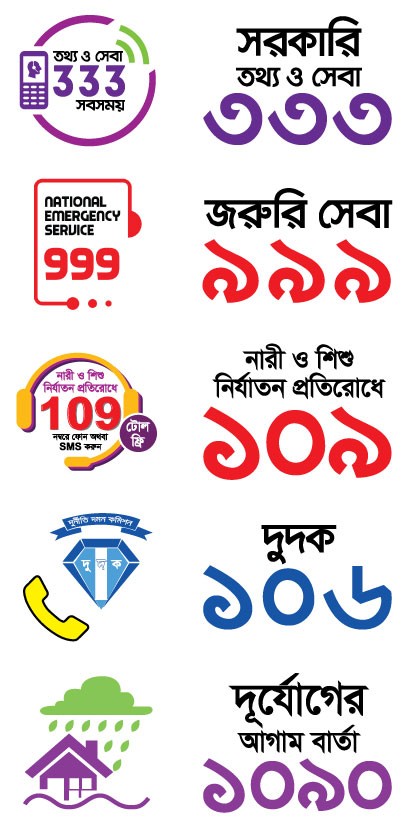 তথ্য ও সেবা
333
সবসময়
সরকারি
তথ্য ও সেবা
৩৩৩
NATIONAL
EMERGENCY
SERVICE
999
জরুরি সেবা
৯৯৯
নারী ও শিশু
নির্যাতন প্রতিরোধে
109
নম্বরে ফোন অথবা
SMS করুন
টোল
ফ্রি
নারী ও শিশু
নির্যাতন প্রতিরোধে
১০৯
দুর্নীতি দমন কমিশন
দু দ ক
দুদক
১০৬
দূর্যোগের
আগাম বার্তা
১০৯০